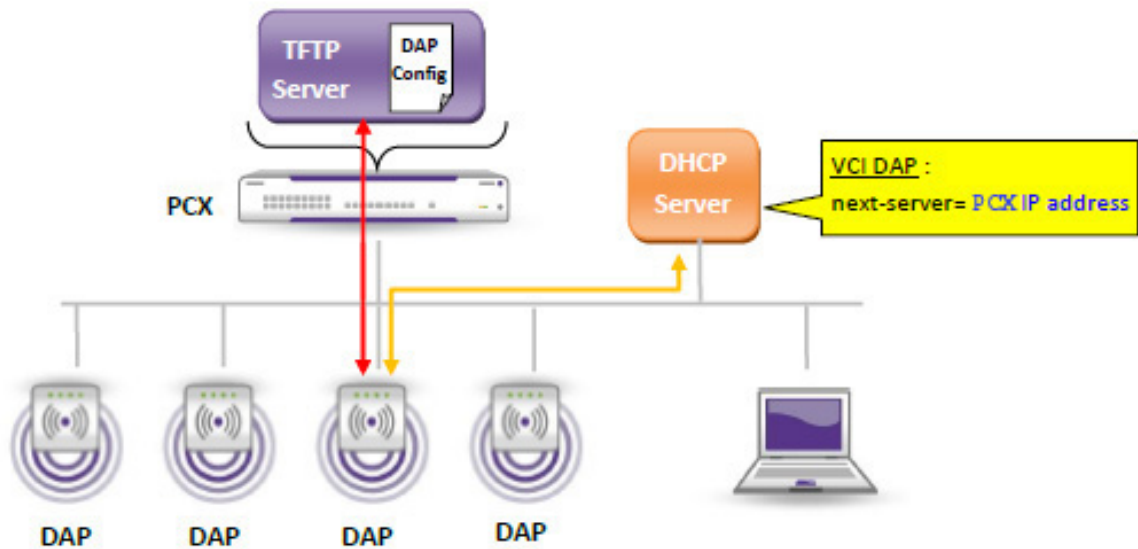 TFTP
Server
DAP
Config
PCX
DHCP
Server
VCI DAP :
next-server= PCX IP address
DAP
DAP
DAP
DAP